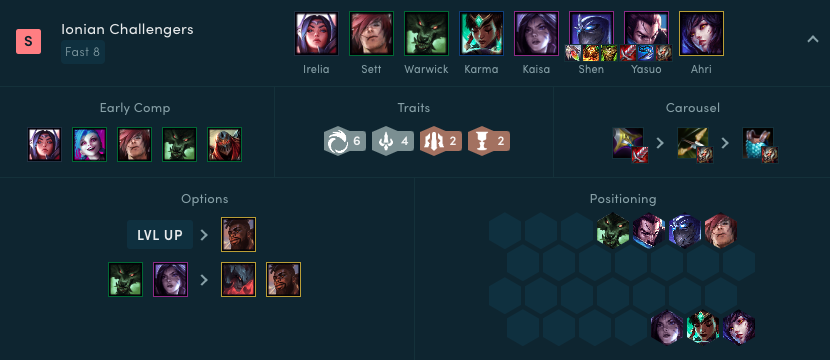 S
Ionian Challengers
Fast 8
Irelia
Sett
Warwick
Karma
Kaisa
Shen
Yasuo
Ahri
Early Comp
Traits
Carousel
6
4
2
2
Options
Positioning
LVL UP